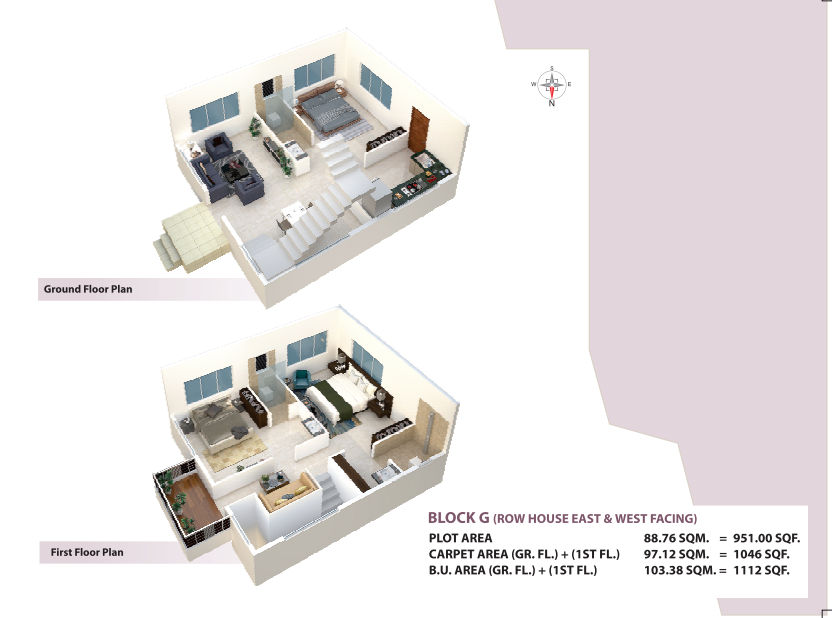 S
W E
N
Ground Floor Plan
First Floor Plan
BLOCK G (ROW HOUSE EAST & WEST FACING)
PLOT AREA 88.76 SQM. = 951.00 SQF.
CARPET AREA (GR. FL.) + (1ST FL.) 97.12 SQM. = 1046 SQF.
B.U. AREA (GR. FL.) + (1ST FL.) 103.38 SQM. = 1112 SQF.